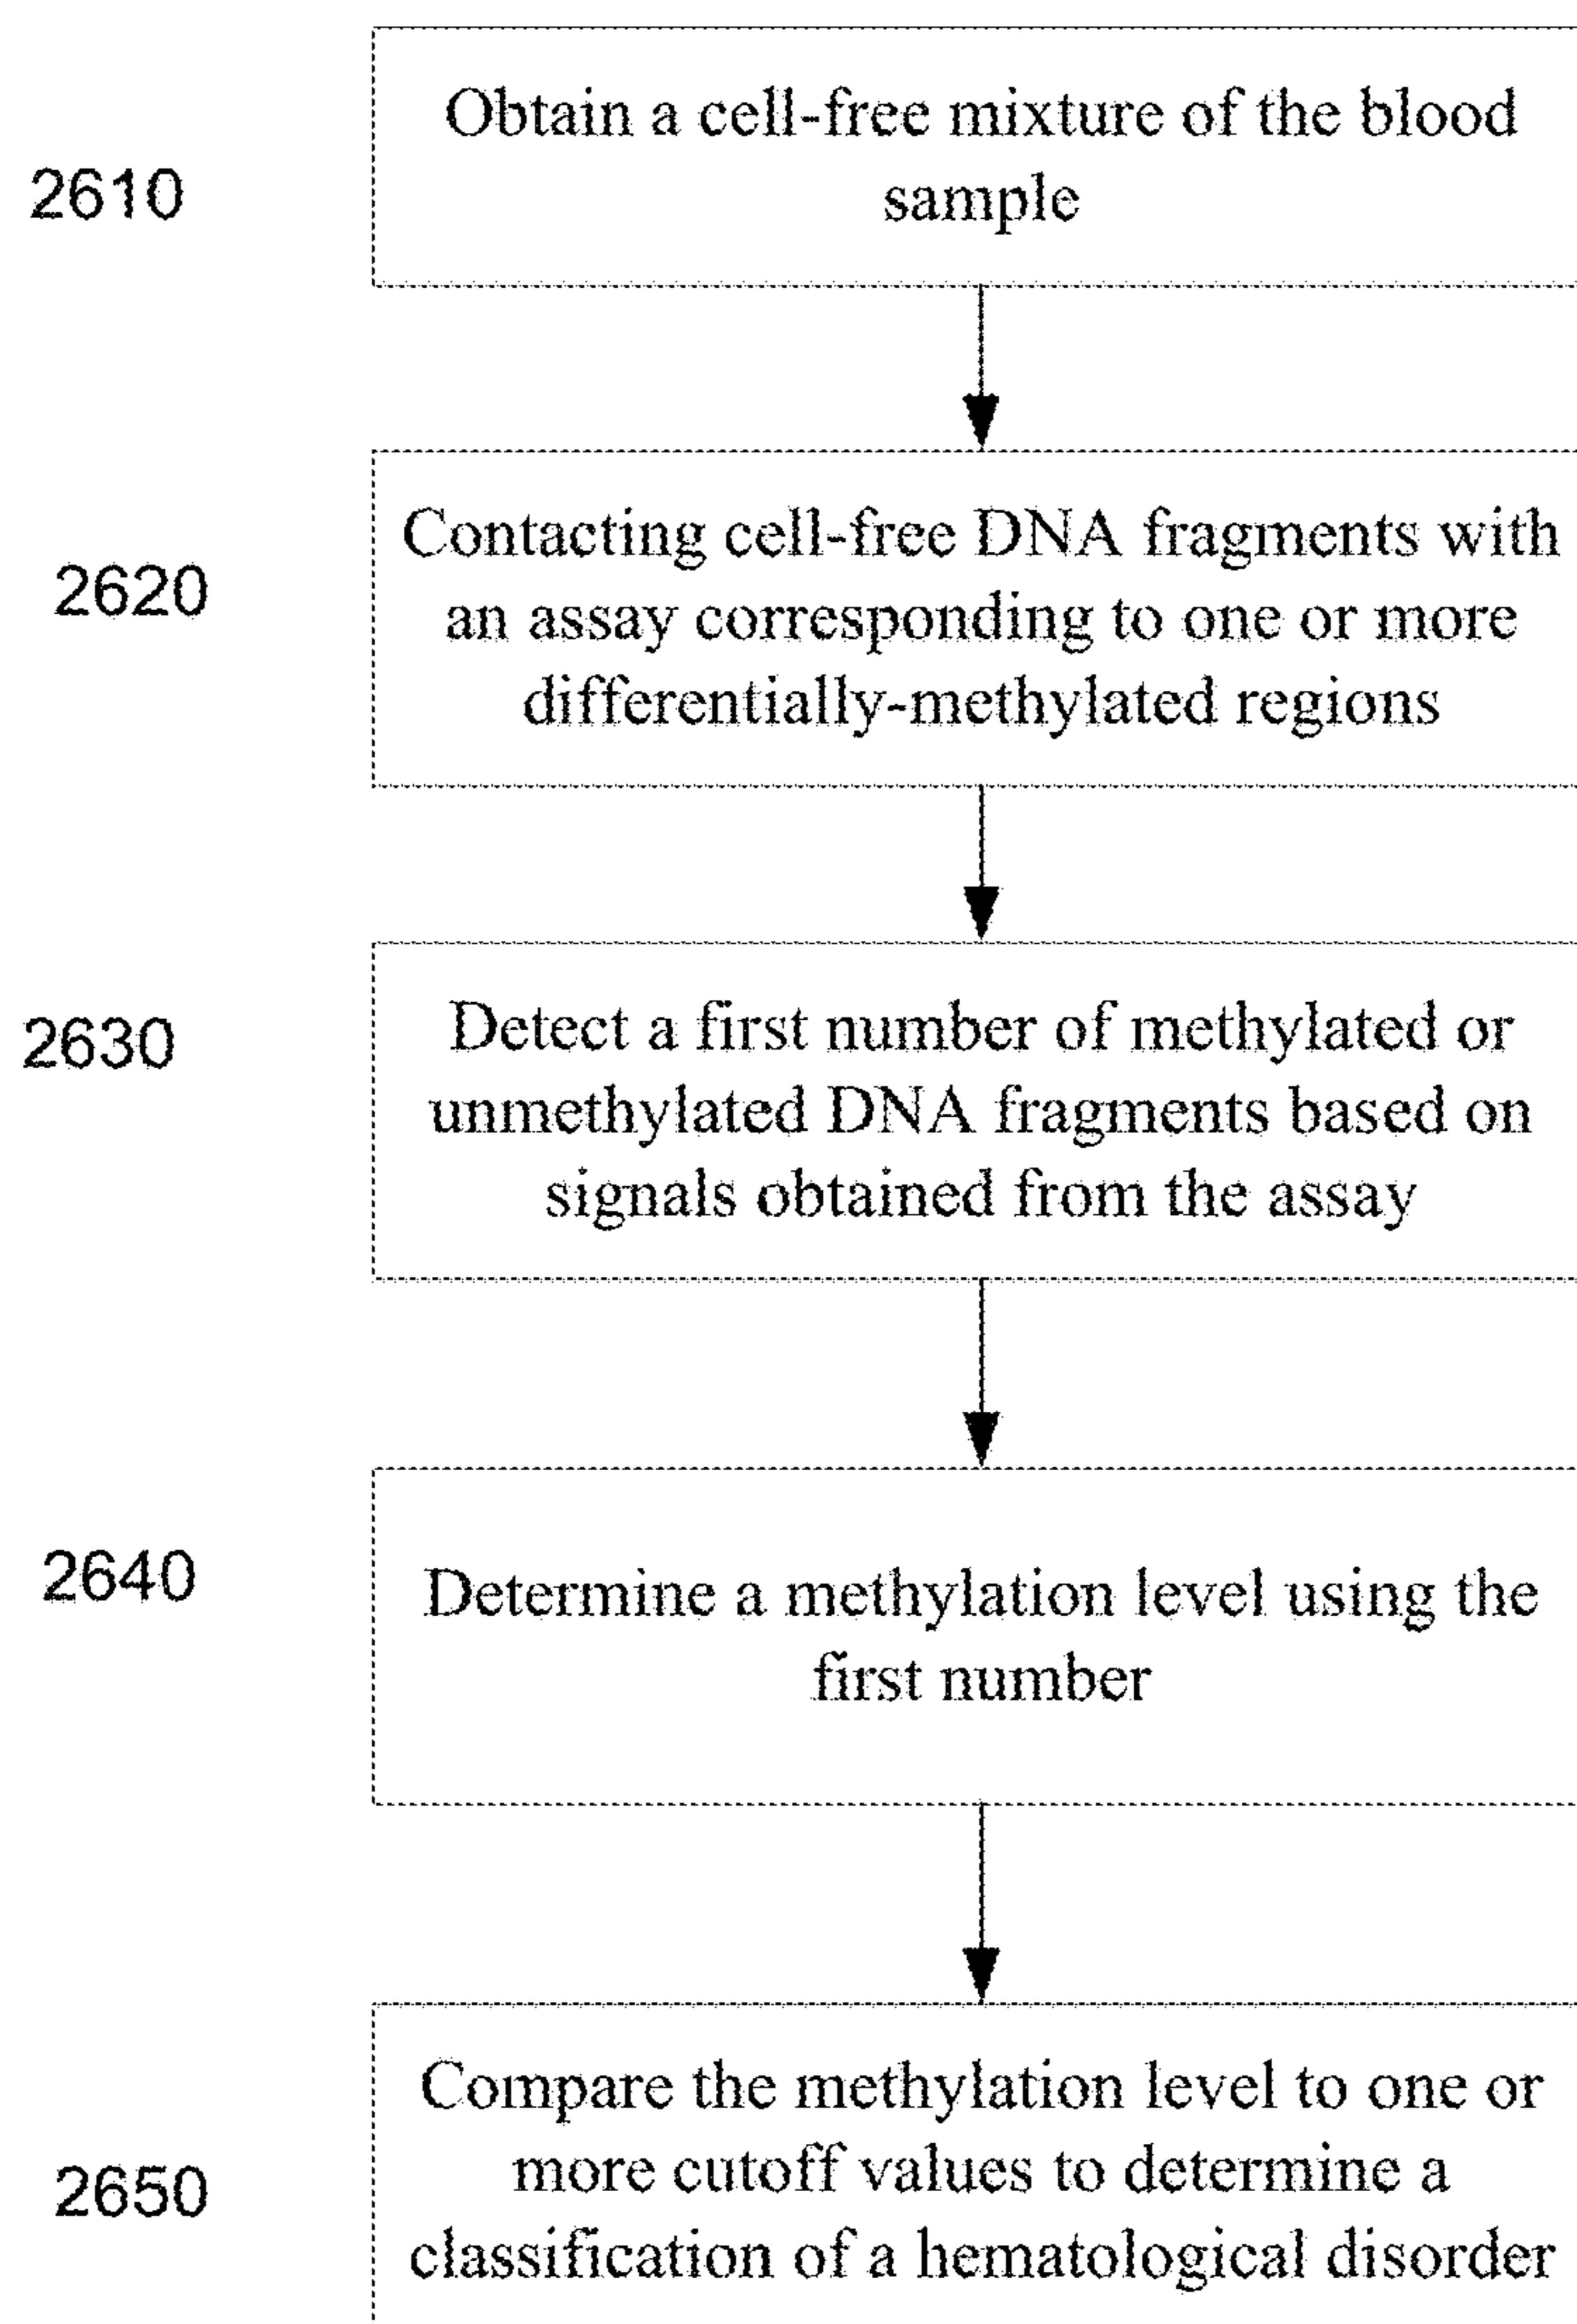 Obtain a cell-free mixture of the blood
sample
2610
Contacting cell-free DNA fragments with
an assay corresponding to one or more
differentially-methylated regions
2620
Detect a first number of methylated or
unmethylated DNA fragments based on
signals obtained from the assay
2630
Determine a methylation level using the
first number
2640
Compare the methylation level to one or
more cutoff values to determine a
classification of a hematological disorder
2650